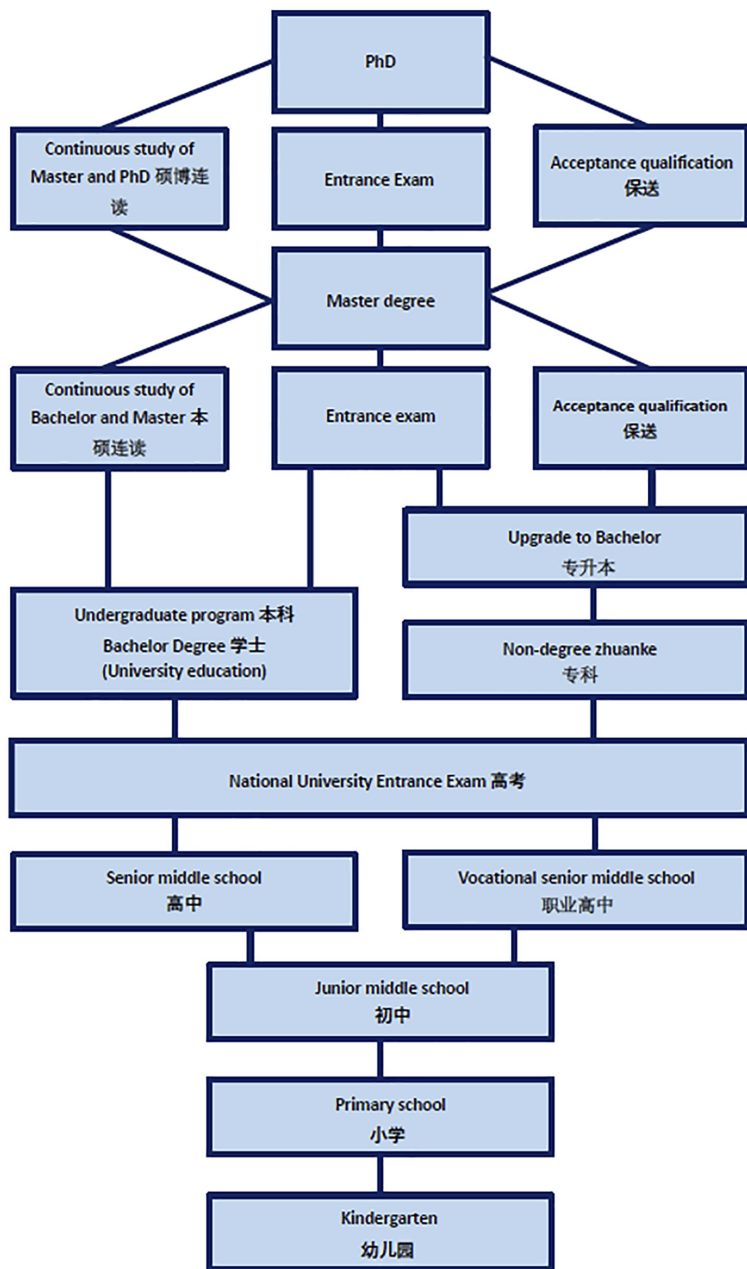 PhD
Continuous study of
Master and PhD 硕博连
读
Entrance Exam
Acceptance qualification
保送
Master degree
Continuous study of
Bachelor and Master 本
硕连读
Entrance exam
Acceptance qualification
保送
Upgrade to Bachelor
专升本
Undergraduate program 本科
Bachelor Degree 学士
(University education)
Non-degree zhuanke
专科
National University Entrance Exam 高考
Senior middle school
高中
Vocational senior middle school
职业高中
Junior middle school
初中
Primary school
小学
Kindergarten
幼儿园